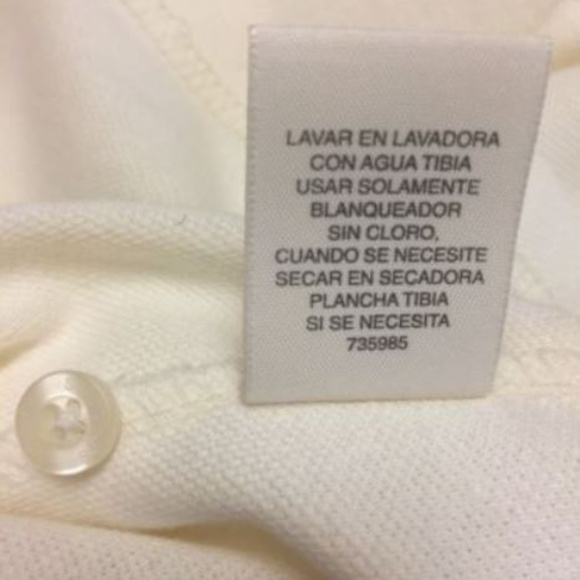 LAVAR EN LAVADORA
CON AGUA TIBIA
USAR SOLAMENTE
BLANQUEADOR
SIN CLORO,
CUANDO SE NECESITE
SECAR EN SECADORA
PLANCHA TIBIA
SI SE NECESITA
735985